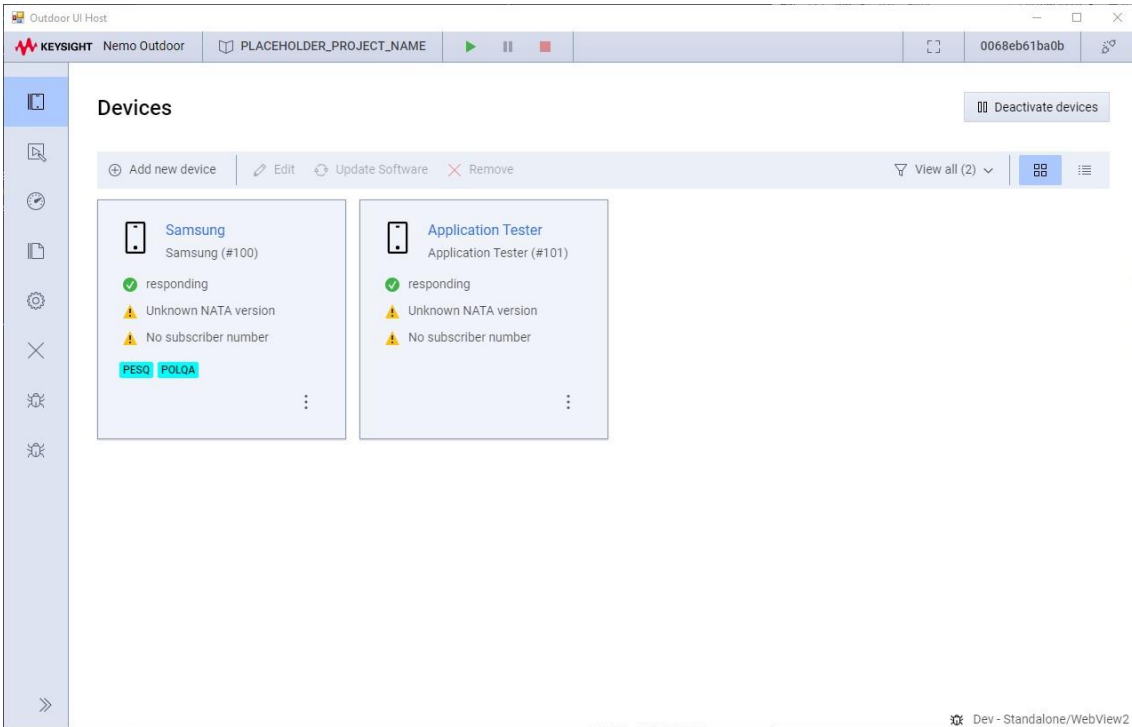 Outdoor UI Host
KEYSIGHT Nemo Outdoor PLACEHOLDER_PROJECT_NAME 0068eb61ba0b
Devices
Deactivate devices
Add new device Edit Update Software Remove View all (2)
Samsung
Samsung (#100)
responding
Unknown NATA version
No subscriber number
PESQ POLQA
Application Tester
Application Tester (#101)
responding
Unknown NATA version
No subscriber number
Dev - Standalone/WebView2